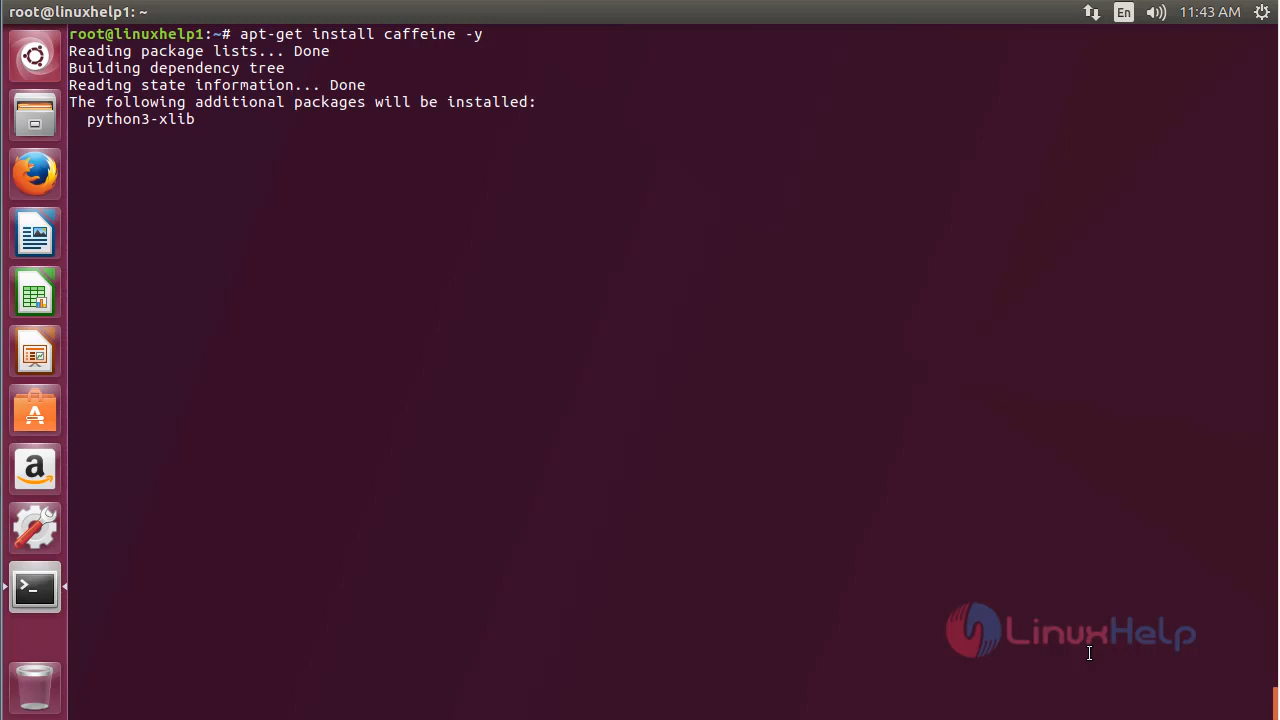 root@linuxhelp1: ~
En
11:43 AM
root@linuxhelp1:~# apt-get install caffeine -y
Reading package lists... Done
Building dependency tree
Reading state information... Done
The following additional packages will be installed:
  python3-xlib
LinuxHelp